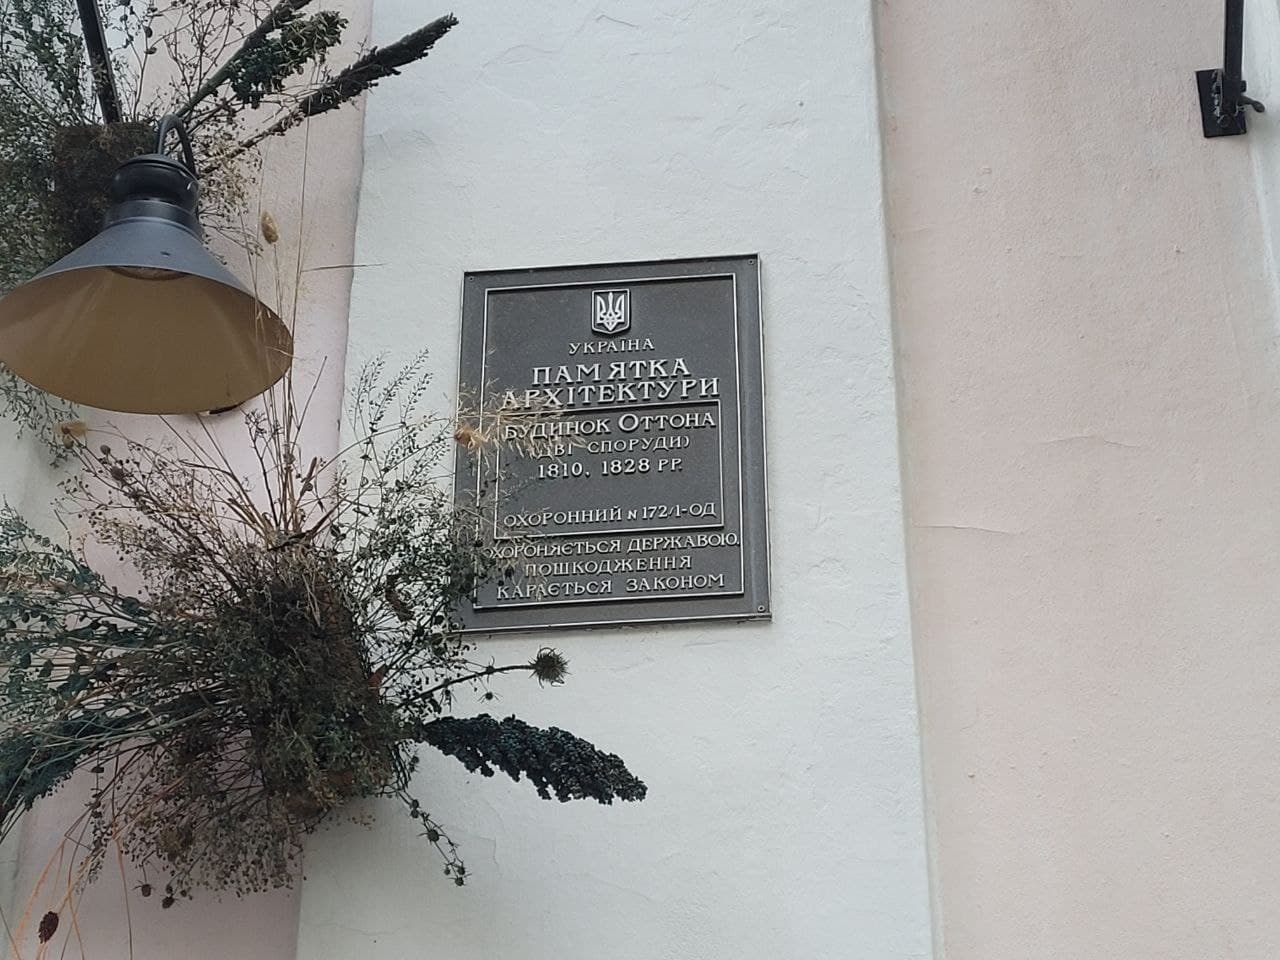 УКРАЇНА
ПАМ'ЯТКА
АРХІТЕКТУРИ
БУДИНОК ОТТОНА
(ДВІ СПОРУДИ)
1810, 1828 РР.
ОХОРОННИЙ N 172/1-ОД
ОХОРОНЯЄТЬСЯ ДЕРЖАВОЮ.
ПОШКОДЖЕННЯ
КАРАЄТЬСЯ ЗАКОНОМ